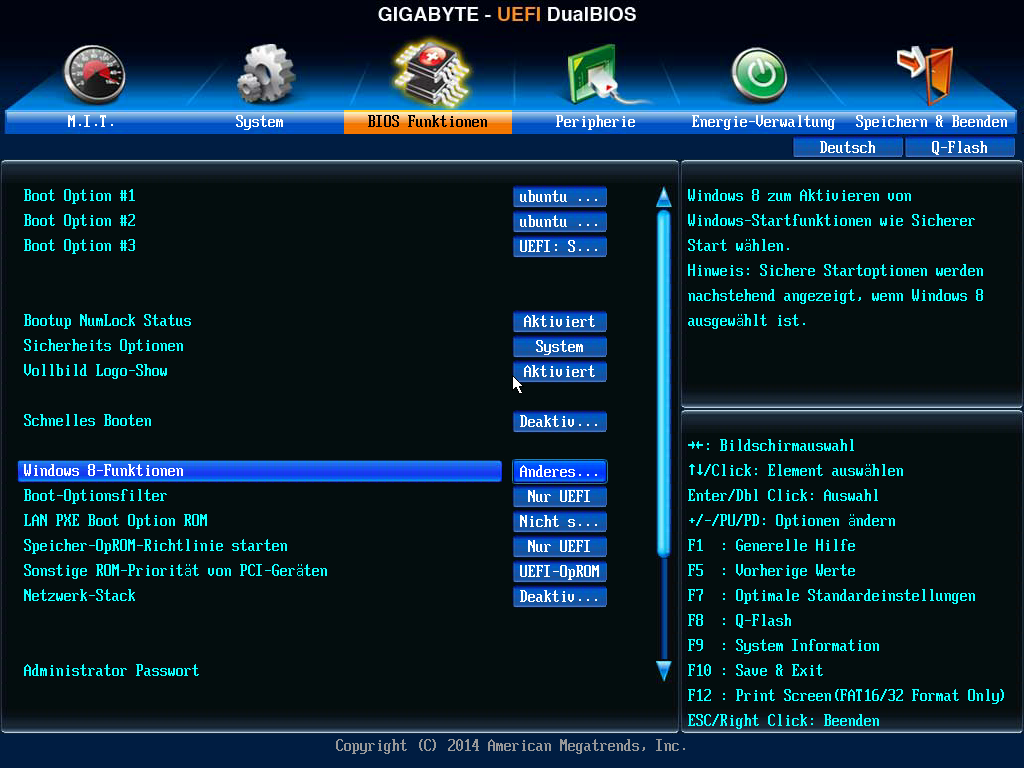 GIGABYTE - UEFI DualBIOS
M.I.T. System BIOS Funktionen Peripherie Energie-Verwaltung Speichern & Beenden
Deutsch Q-Flash
Boot Option #1 ubuntu ...
Boot Option #2 ubuntu ...
Boot Option #3 UEFI: S...
Bootup NumLock Status Aktiviert
Sicherheits Optionen System
Vollbild Logo-Show Aktiviert
Schnelles Booten Deaktiv...
Windows 8-Funktionen Anderes...
Boot-Optionsfilter Nur UEFI
LAN PXE Boot Option ROM Nicht s...
Speicher-OpROM-Richtlinie starten Nur UEFI
Sonstige ROM-Priorität von PCI-Geräten UEFI-OpROM
Netzwerk-Stack Deaktiv...
Administrator Passwort
Windows 8 zum Aktivieren von
Windows-Startfunktionen wie Sicherer
Start wählen.
Hinweis: Sichere Startoptionen werden
nachstehend angezeigt, wenn Windows 8
ausgewählt ist.
→←: Bildschirmauswahl
↑↓/Click: Element auswählen
Enter/Dbl Click: Auswahl
+/-/PU/PD: Optionen ändern
F1 : Generelle Hilfe
F5 : Vorherige Werte
F7 : Optimale Standardeinstellungen
F8 : Q-Flash
F9 : System Information
F10 : Save & Exit
F12 : Print Screen(FAT16/32 Format Only)
ESC/Right Click: Beenden
Copyright (C) 2014 American Megatrends, Inc.